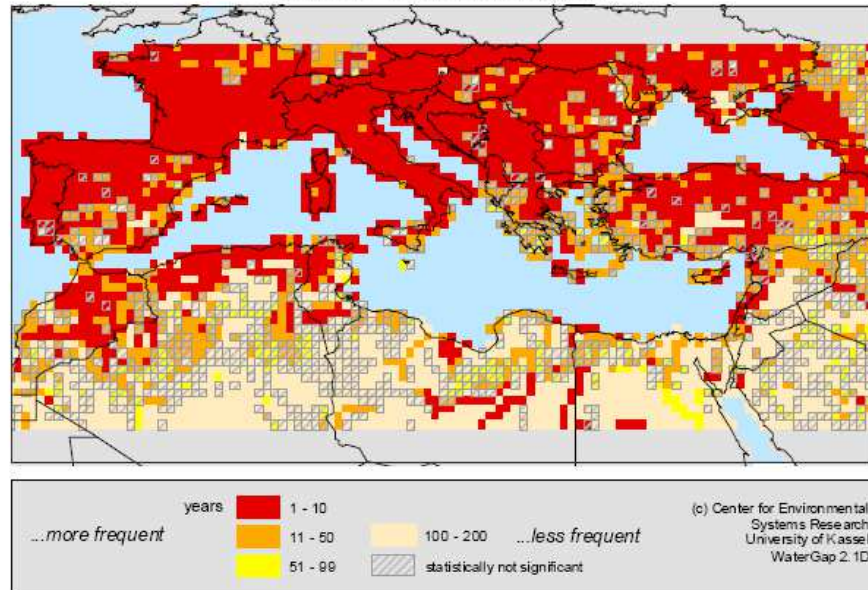 years
1 - 10
...more frequent
11 - 50
100 - 200
...less frequent
51 - 99
statistically not significant
(c) Center for Environmental
Systems Research
University of Kassel
WaterGap 2.1D